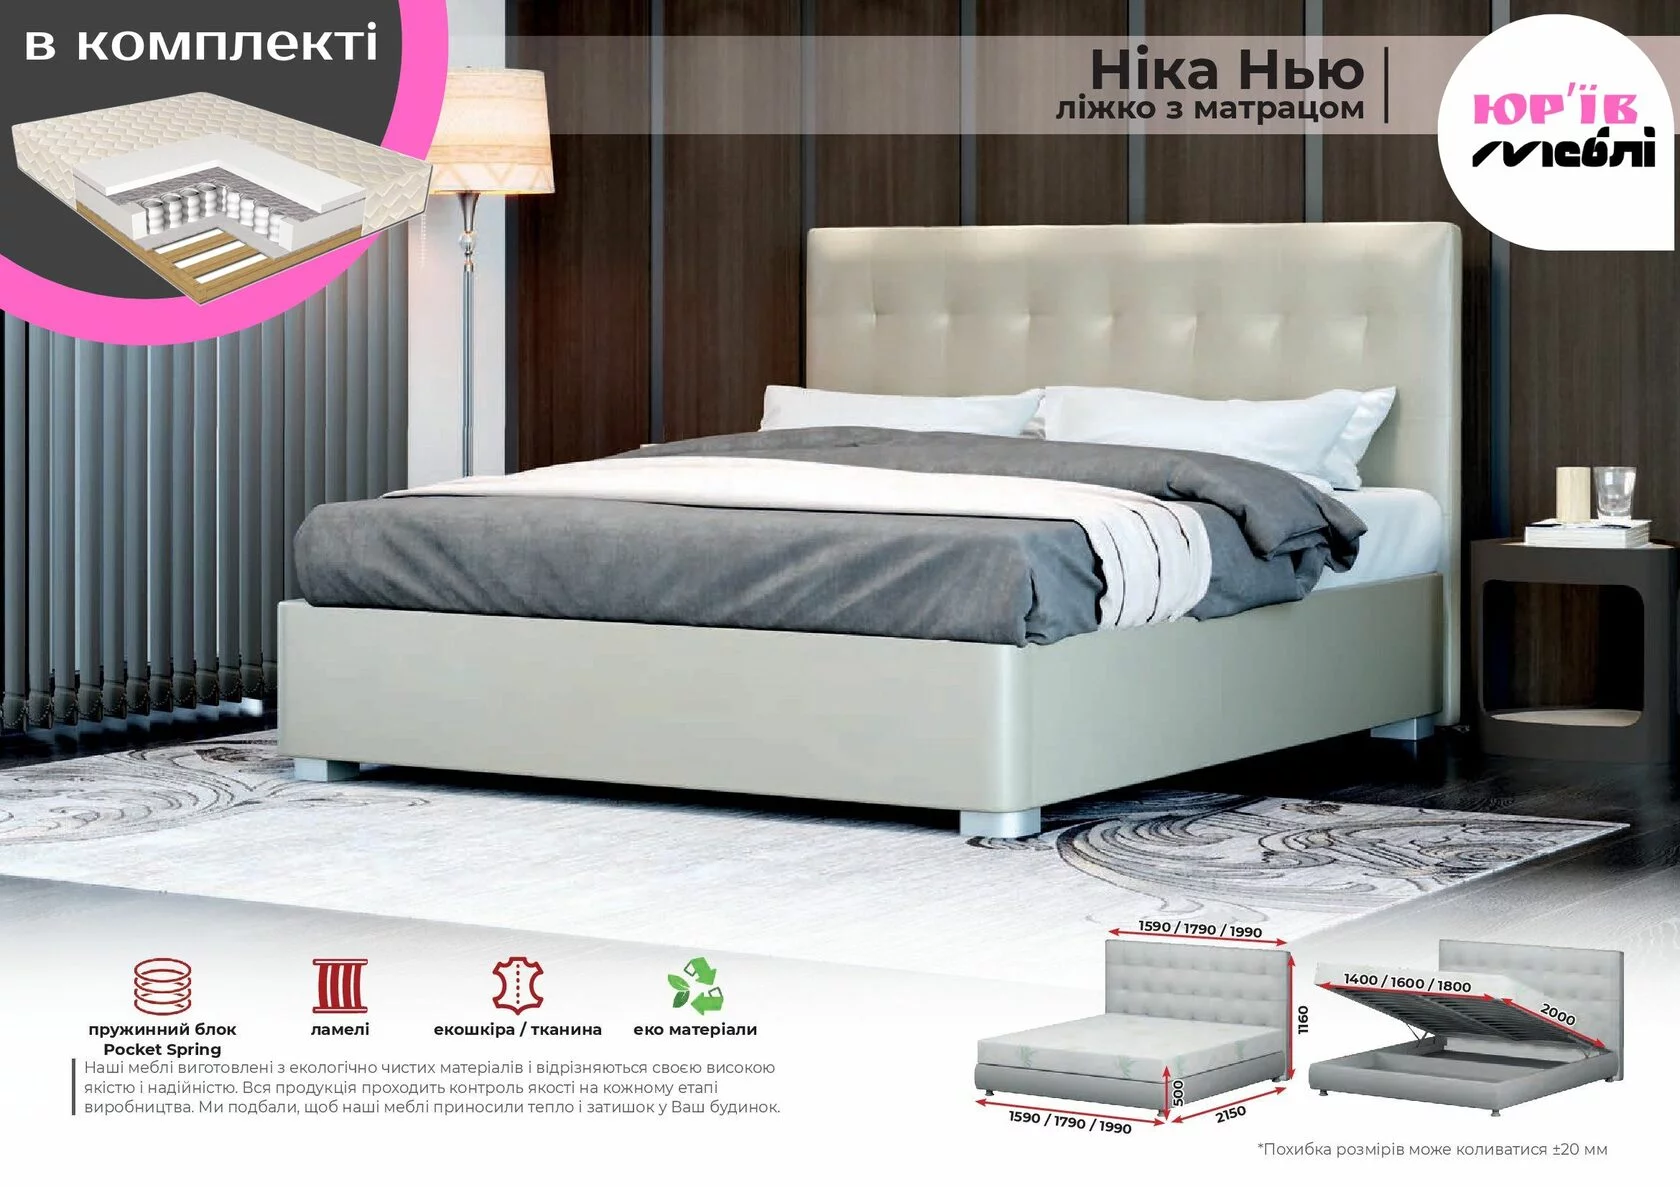 в комплекті
Ніка Нью
ліжко з матрацом
ЮР'ЇВ
меблі
пружинний блок
Pocket Spring
ламелі
екошкіра / тканина
еко матеріали
Наші меблі виготовлені з екологічно чистих матеріалів і відрізняються своєю високою
якістю і надійністю. Вся продукція проходить контроль якості на кожному етапі
виробництва. Ми подбали, щоб наші меблі приносили тепло і затишок у Ваш будинок.
1590 / 1790 / 1990
1160
500
1590 / 1790 / 1990
2150
1400 / 1600 / 1800
2000
*Похибка розмірів може коливатися ±20 мм